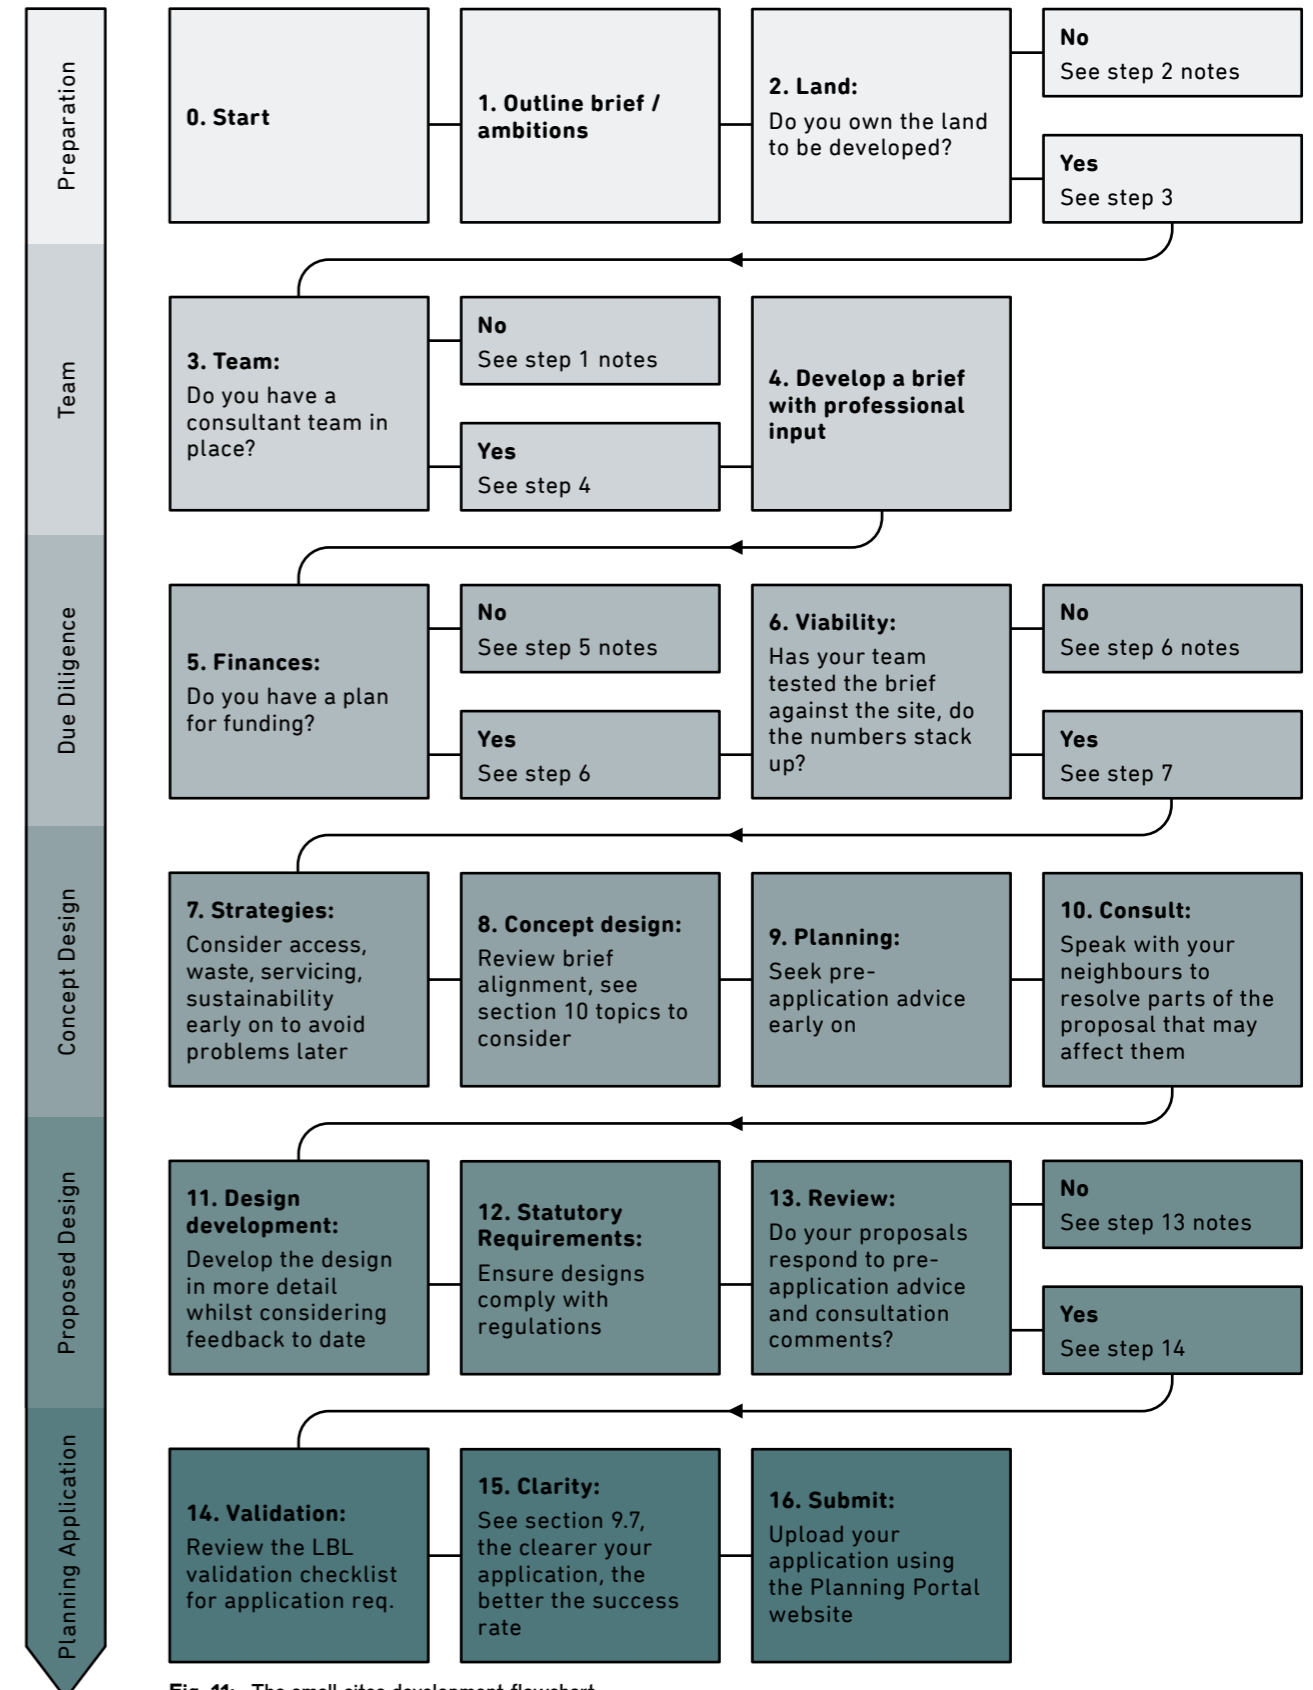 Preparation
0. Start
1. Outline brief /
ambitions
2. Land:
Do you own the land
to be developed?
No
See step 2 notes
Yes
See step 3
Team
3. Team:
Do you have a
consultant team in
place?
No
See step 1 notes
Yes
See step 4
4. Develop a brief
with professional
input
Due Diligence
5. Finances:
Do you have a plan
for funding?
No
See step 5 notes
Yes
See step 6
6. Viability:
Has your team
tested the brief
against the site, do
the numbers stack
up?
No
See step 6 notes
Yes
See step 7
Concept Design
7. Strategies:
Consider access,
waste, servicing,
sustainability
early on to avoid
problems later
8. Concept design:
Review brief
alignment, see
section 10 topics to
consider
9. Planning:
Seek pre-
application advice
early on
10. Consult:
Speak with your
neighbours to
resolve parts of the
proposal that may
affect them
Proposed Design
11. Design
development:
Develop the design
in more detail
whilst considering
feedback to date
12. Statutory
Requirements:
Ensure designs
comply with
regulations
13. Review:
Do your proposals
respond to pre-
application advice
and consultation
comments?
No
See step 13 notes
Yes
See step 14
Planning Application
14. Validation:
Review the LBL
validation checklist
for application req.
15. Clarity:
See section 9.7,
the clearer your
application, the
better the success
rate
16. Submit:
Upload your
application using
the Planning Portal
website
Fig. 11: The small sites development flowchart